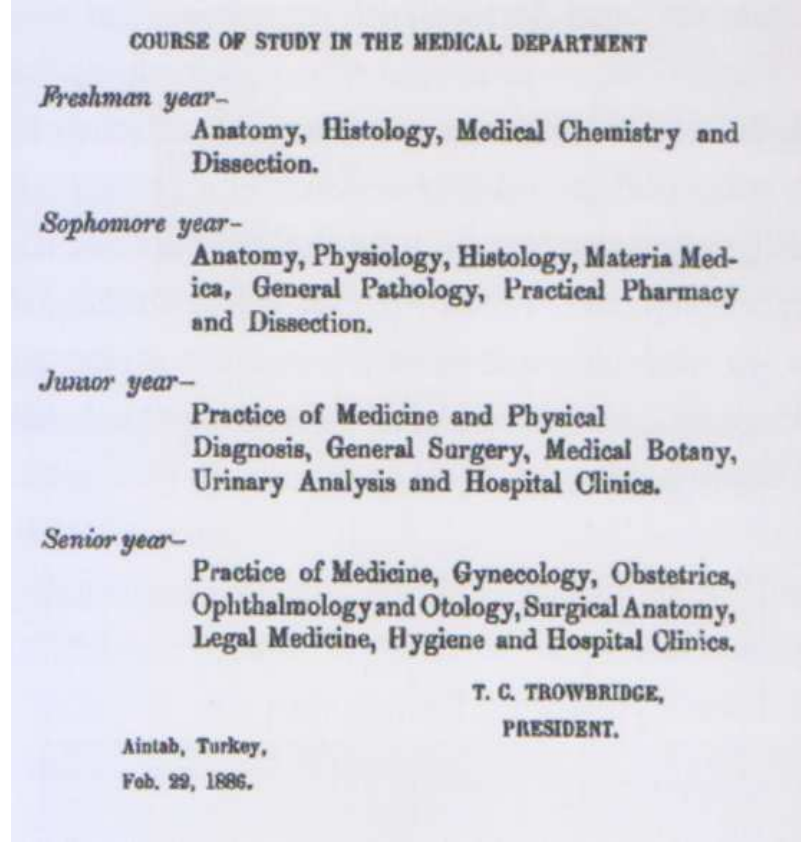 COURSE OF STUDY IN THE MEDICAL DEPARTMENT
Freshman year-
Anatomy, Histology, Medical Chemistry and
Dissection.
Sophomore year-
Anatomy, Physiology, Histology, Materia Med-
ica, General Pathology, Practical Pharmacy
and Dissection.
Junior year-
Practice of Medicine and Physical
Diagnosis, General Surgery, Medical Botany,
Urinary Analysis and Hospital Clinics.
Senior year-
Practice of Medicine, Gynecology, Obstetrics,
Ophthalmology and Otology, Surgical Anatomy,
Legal Medicine, Hygiene and Hospital Clinics.
T. C. TROWBRIDGE,
PRESIDENT.
Aintab, Turkey,
Feb. 22, 1886.